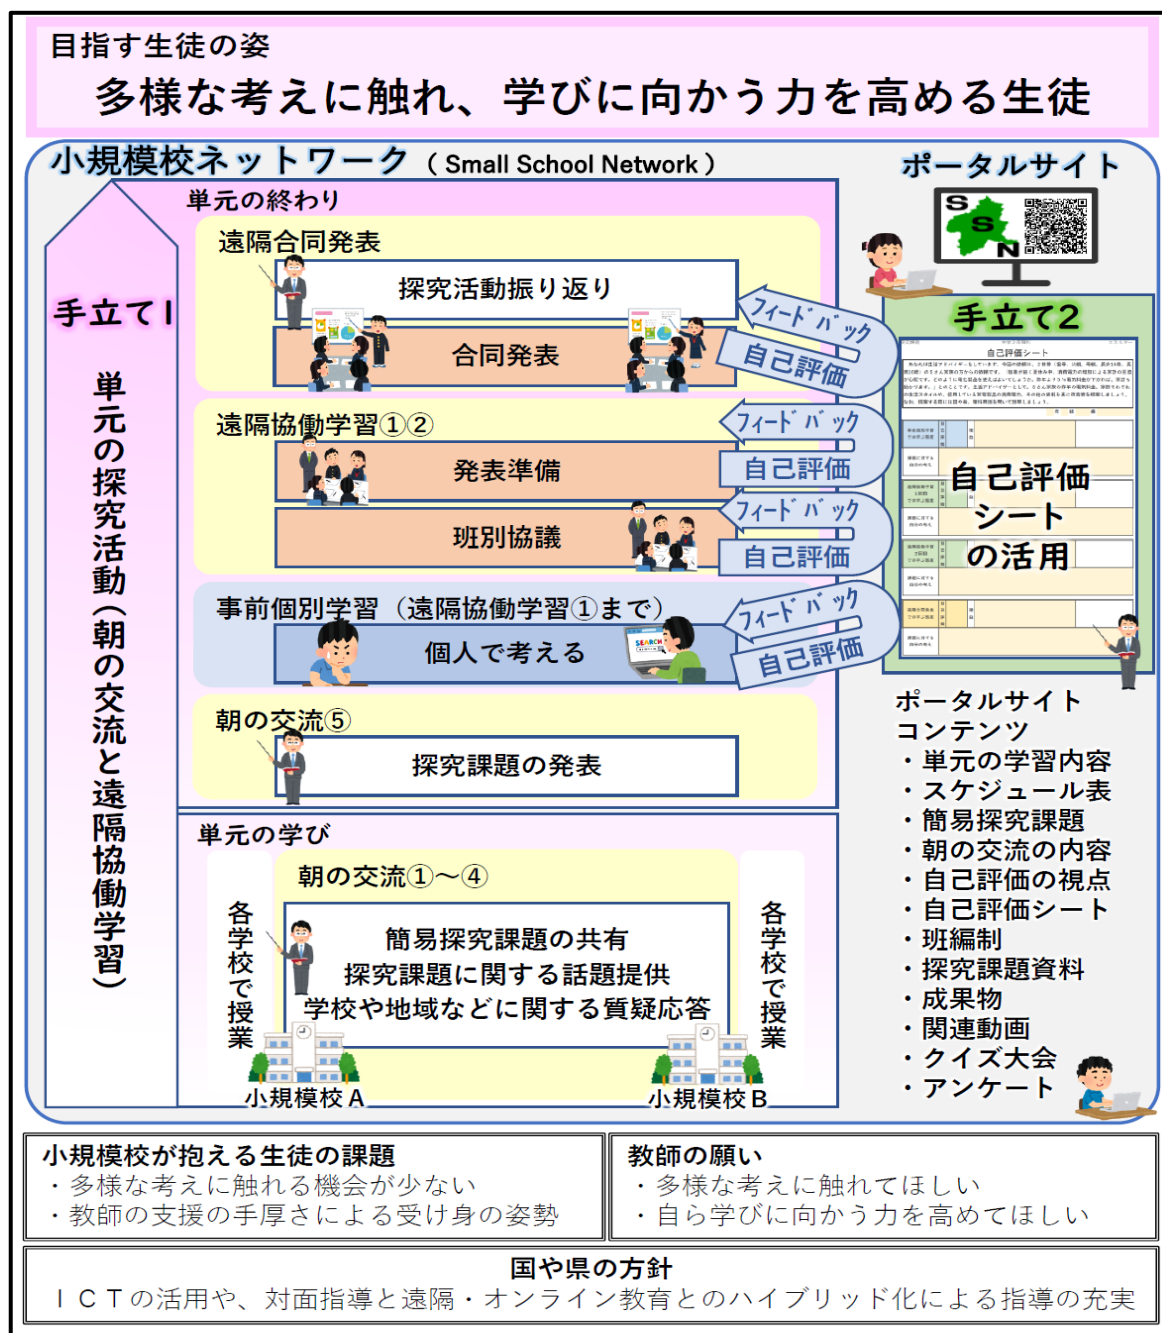 目指す生徒の姿
多様な考えに触れ、学びに向かう力を高める生徒
小規模校ネットワーク（Small School Network）
手立て1
単元の探究活動（朝の交流と遠隔協働学習）
単元の終わり
遠隔合同発表
探究活動振り返り
合同発表
フィードバック
自己評価
遠隔協働学習①②
発表準備
フィードバック
自己評価
班別協議
フィードバック
自己評価
事前個別学習（遠隔協働学習①まで）
個人で考える
SEARCH
フィードバック
自己評価
朝の交流⑤
探究課題の発表
単元の学び
各学校で授業
朝の交流①～④
簡易探究課題の共有
探究課題に関する話題提供
学校や地域などに関する質疑応答
各学校で授業
小規模校A
小規模校B
ポータルサイト
SSN
手立て2
自己評価シート
自己評価
シート
の活用
ポータルサイト
コンテンツ
・単元の学習内容
・スケジュール表
・簡易探究課題
・朝の交流の内容
・自己評価の視点
・自己評価シート
・班編制
・探究課題資料
・成果物
・関連動画
・クイズ大会
・アンケート
小規模校が抱える生徒の課題
・多様な考えに触れる機会が少ない
・教師の支援の手厚さによる受け身の姿勢
教師の願い
・多様な考えに触れてほしい
・自ら学びに向かう力を高めてほしい
国や県の方針
ＩＣＴの活用や、対面指導と遠隔・オンライン教育とのハイブリッド化による指導の充実